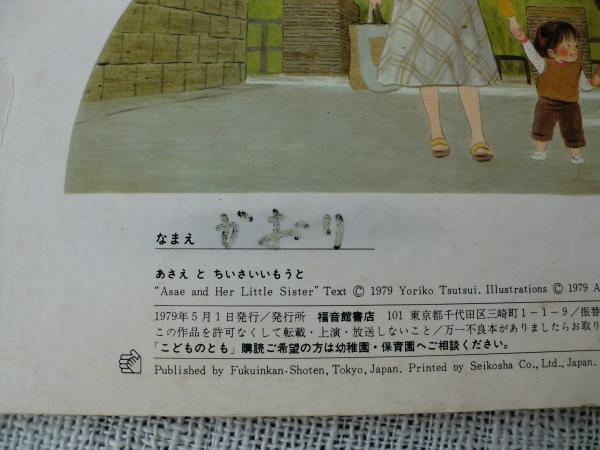 なまえ かおり
あさえ と ちいさいいもうと
"Asae and Her Little Sister" Text © 1979 Yoriko Tsutsui. Illustrations © 1979 A
1979年5月1日発行／発行所 福音館書店 101 東京都千代田区三崎町1－1－9／振替
この作品を許可なくして転載・上演・放送しないこと／万一不良本がありましたらお取り
「こどものとも」購読ご希望の方は幼稚園・保育園へご相談ください。
Published by Fukuinkan-Shoten, Tokyo, Japan. Printed by Seikosha Co., Ltd., Japan.